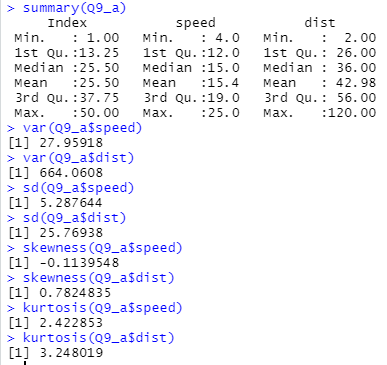 > summary(Q9_a)
     Index           speed           dist
 Min.   : 1.00   Min.   : 4.0   Min.   :  2.00
 1st Qu.:13.25   1st Qu.:12.0   1st Qu.: 26.00
 Median :25.50   Median :15.0   Median : 36.00
 Mean   :25.50   Mean   :15.4   Mean   : 42.98
 3rd Qu.:37.75   3rd Qu.:19.0   3rd Qu.: 56.00
 Max.   :50.00   Max.   :25.0   Max.   :120.00
> var(Q9_a$speed)
[1] 27.95918
> var(Q9_a$dist)
[1] 664.0608
> sd(Q9_a$speed)
[1] 5.287644
> sd(Q9_a$dist)
[1] 25.76938
> skewness(Q9_a$speed)
[1] -0.1139548
> skewness(Q9_a$dist)
[1] 0.7824835
> kurtosis(Q9_a$speed)
[1] 2.422853
> kurtosis(Q9_a$dist)
[1] 3.248019